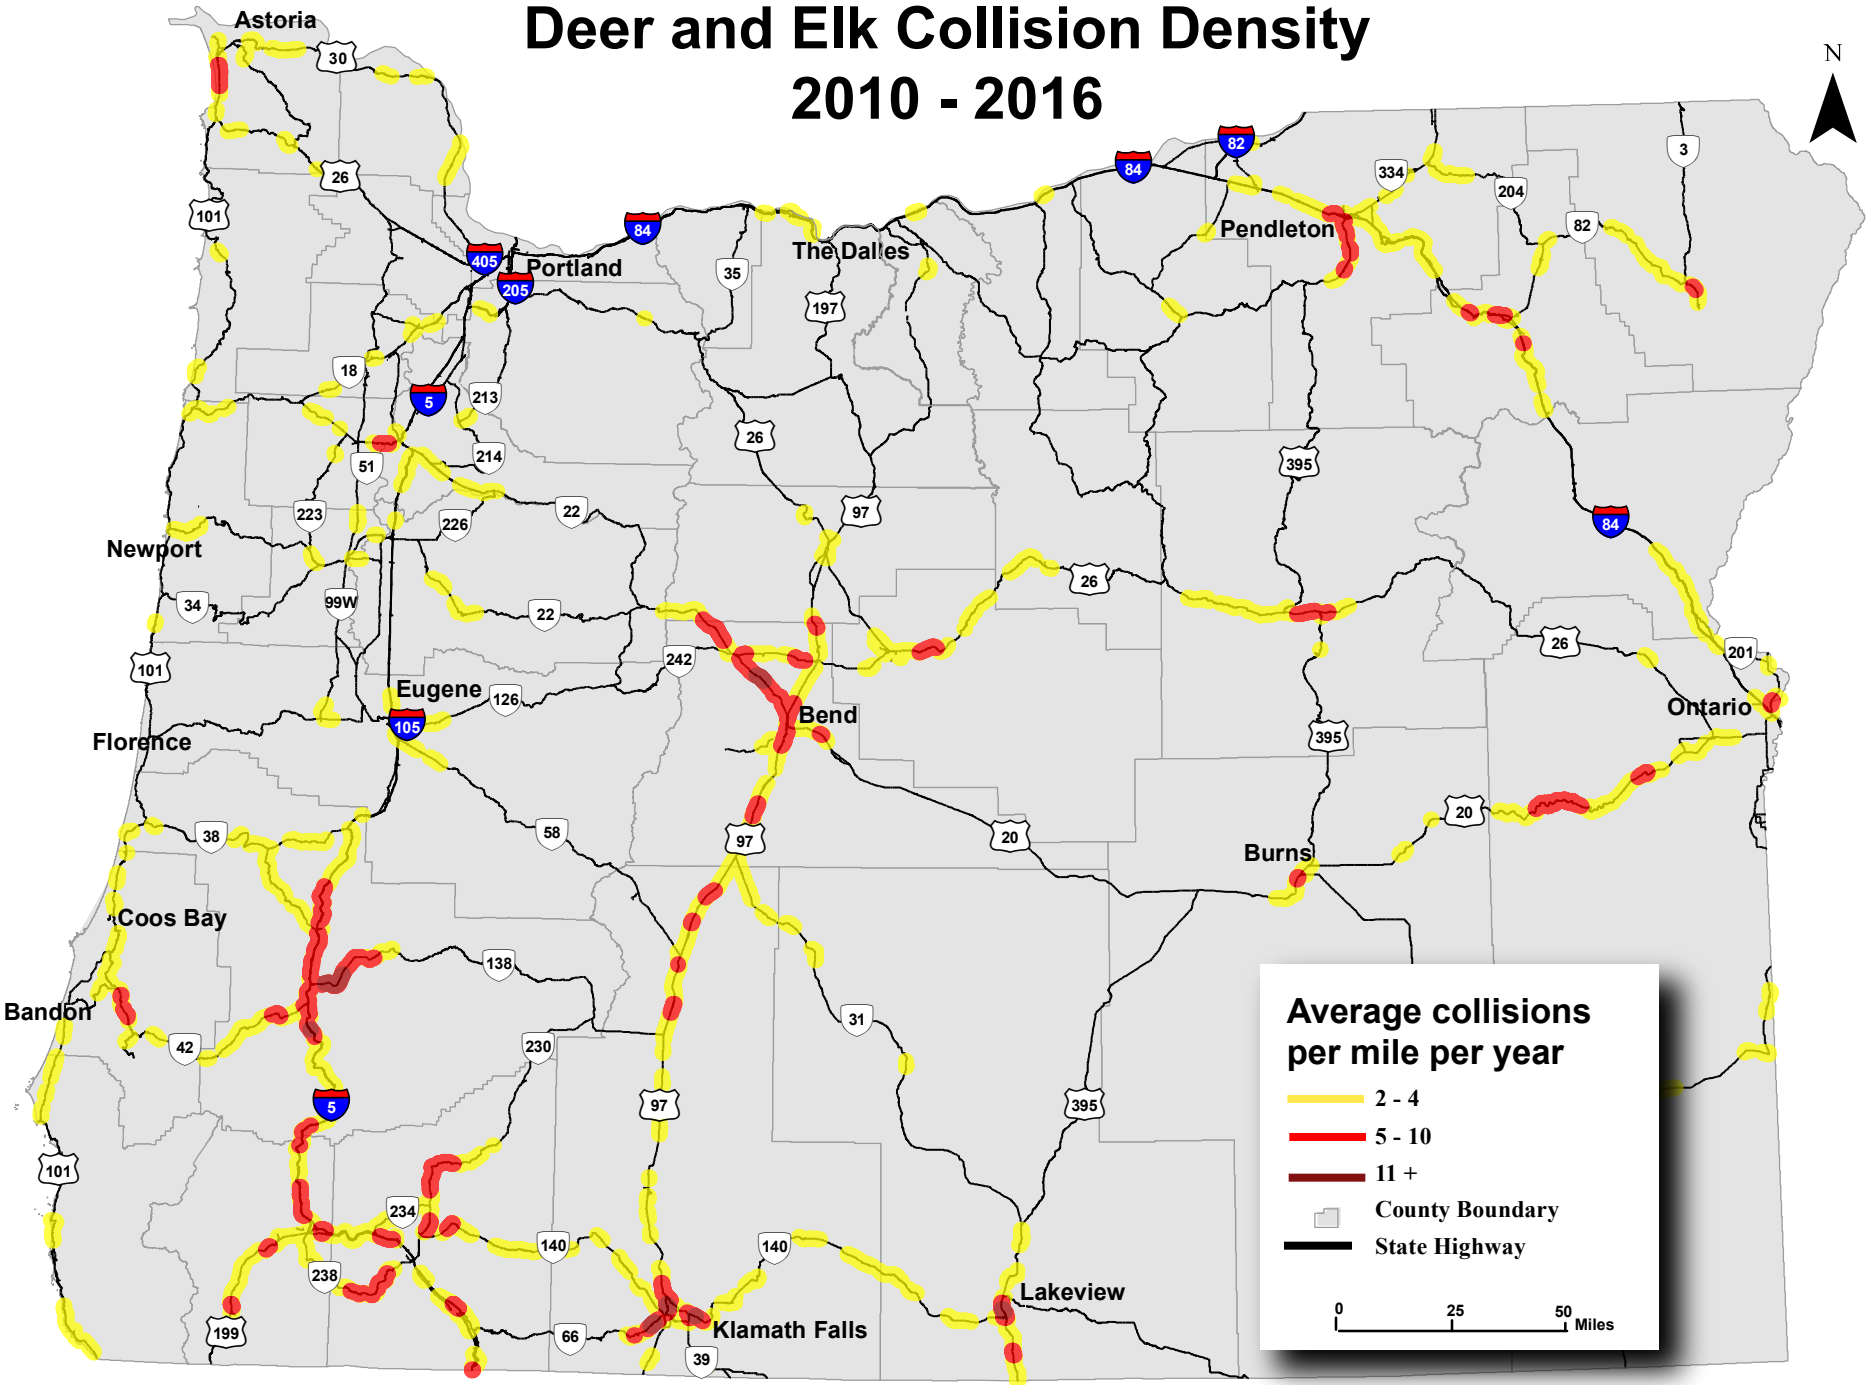 Deer and Elk Collision Density
2010 - 2016
N
Astoria
30
26
101
405
Portland
205
84
35
The Dalles
197
84
82
Pendleton
334
204
82
3
18
5
213
26
51
214
97
395
223
226
22
84
Newport
34
99W
22
26
26
201
101
242
Eugene
126
105
Bend
Ontario
Florence
395
38
58
97
20
20
Burns
Coos Bay
138
Bandon
42
230
31
5
97
395
101
234
140
140
238
Lakeview
199
66
Klamath Falls
39
Average collisions
per mile per year
2 - 4
5 - 10
11 +
County Boundary
State Highway
0 25 50
Miles